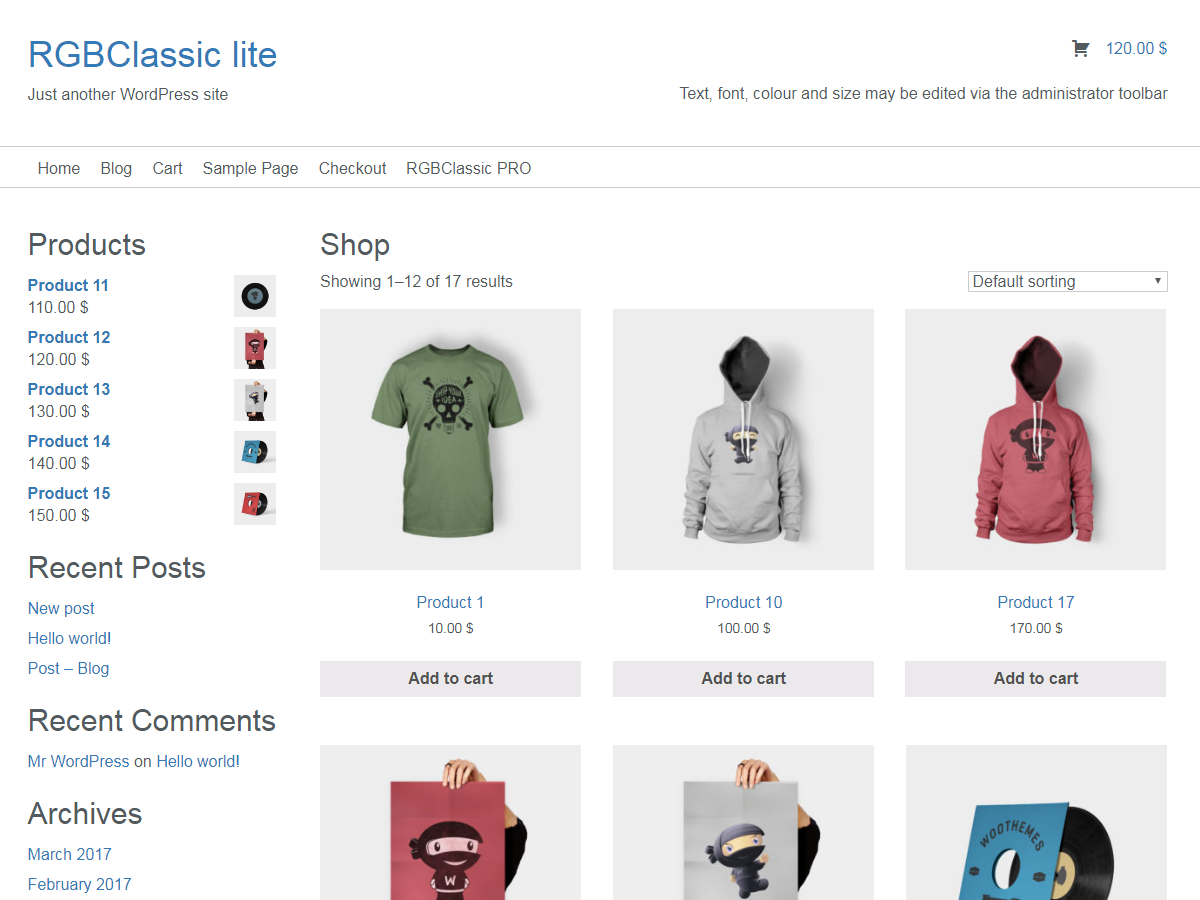 RGBClassic lite
Just another WordPress site
120.00 $
Text, font, colour and size may be edited via the administrator toolbar
Home Blog Cart Sample Page Checkout RGBClassic PRO
Products
Product 11
110.00 $
Product 12
120.00 $
Product 13
130.00 $
Product 14
140.00 $
Product 15
150.00 $
Recent Posts
New post
Hello world!
Post – Blog
Recent Comments
Mr WordPress on Hello world!
Archives
March 2017
February 2017
Shop
Showing 1–12 of 17 results
Default sorting
SHIP YOUR
IDEA
Product 1
10.00 $
Add to cart
Product 10
100.00 $
Add to cart
Product 17
170.00 $
Add to cart
W
WOOTHEMES